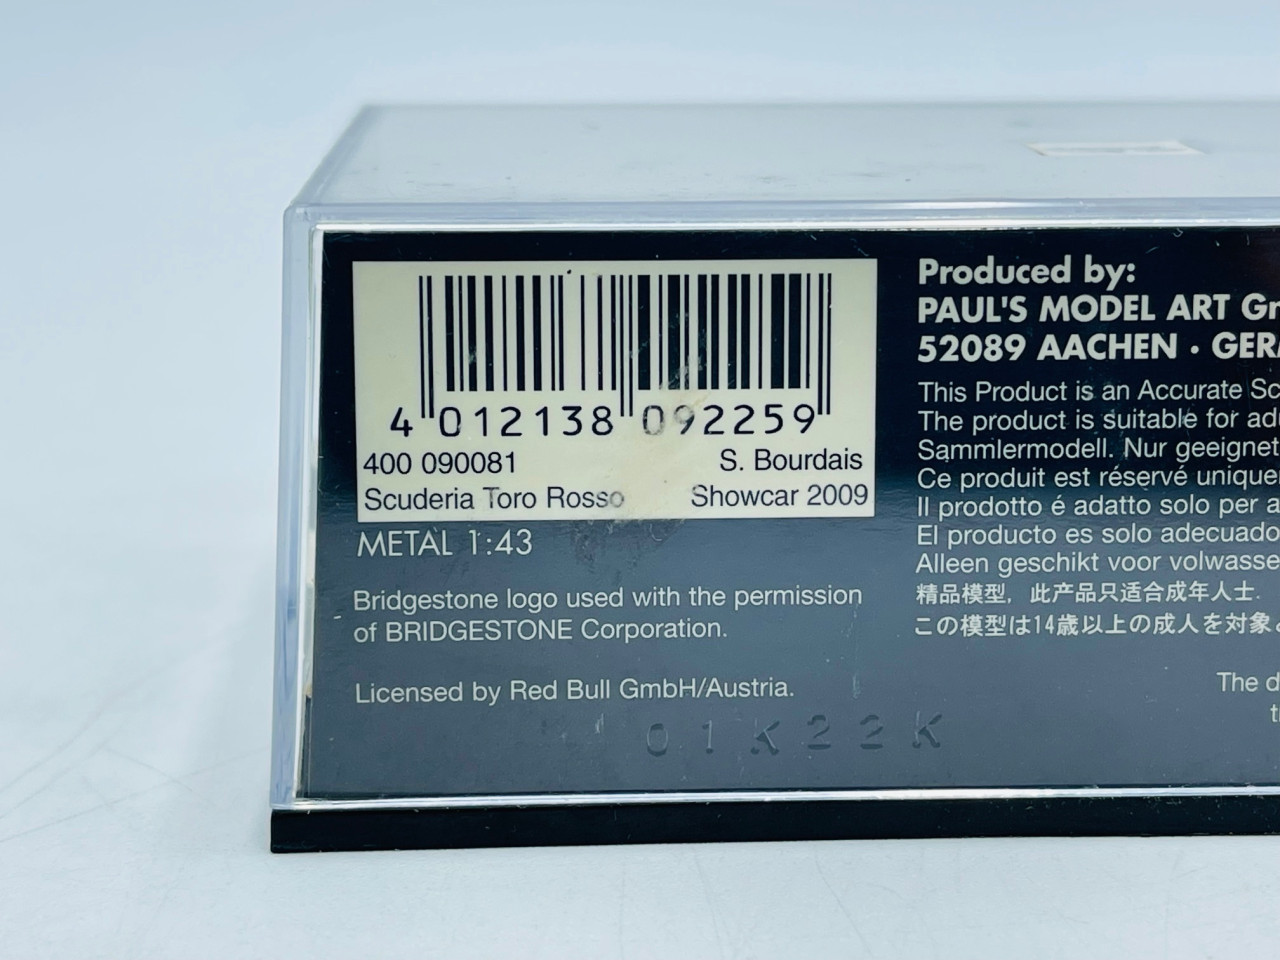 4 012138 092259
400 090081 S. Bourdais
Scuderia Toro Rosso Showcar 2009
METAL 1:43
Bridgestone logo used with the permission
of BRIDGESTONE Corporation.
Licensed by Red Bull GmbH/Austria.
01K22K
Produced by:
PAUL'S MODEL ART
52089 AACHEN •
This Product is an Accurate
The product is suitable for
Sammlermodell. Nur geeignet
Ce produit est réservé
Il prodotto é adatto solo per
El producto es solo
Alleen geschikt voor
精品模型，此产品只适合成年人士.
この模型は14歳以上の成人を対象
The